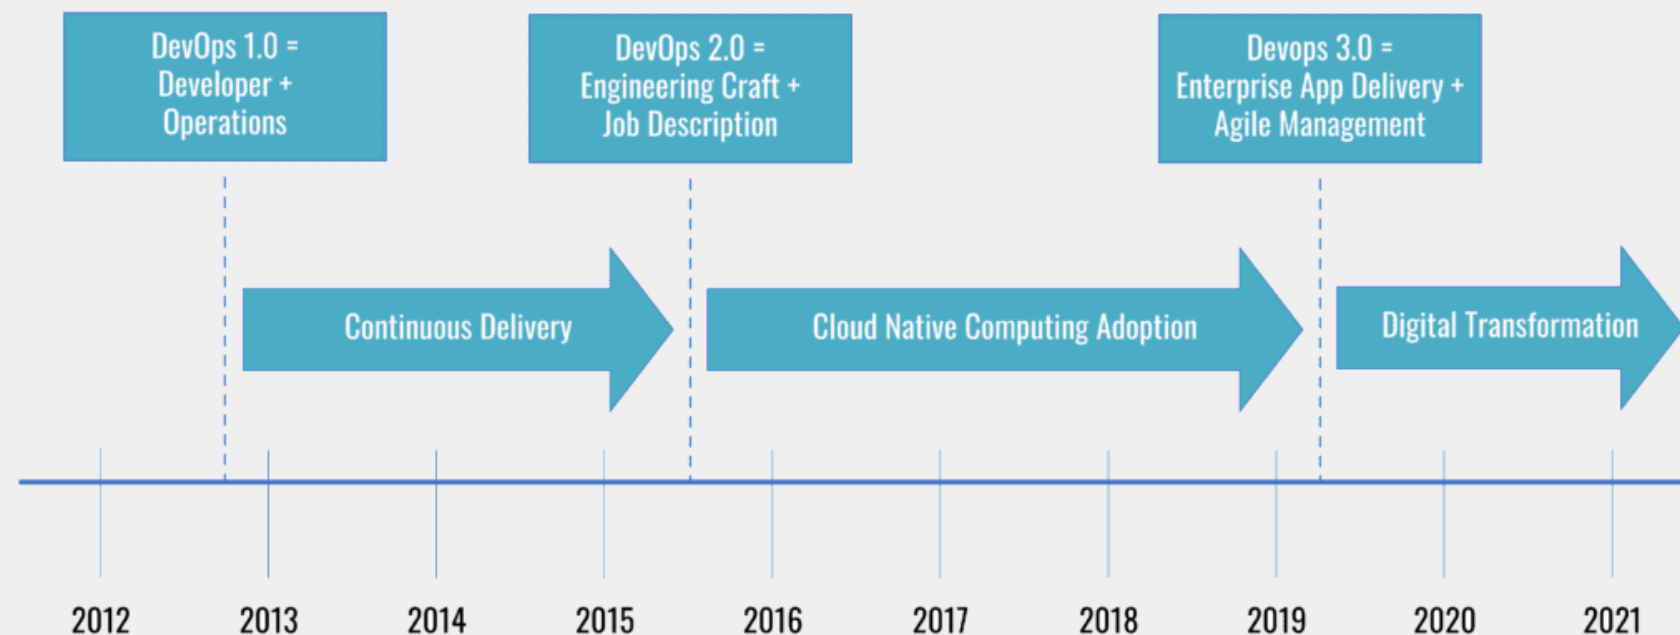 DevOps 1.0 =
Developer +
Operations
DevOps 2.0 =
Engineering Craft +
Job Description
Devops 3.0 =
Enterprise App Delivery +
Agile Management
Continuous Delivery
Cloud Native Computing Adoption
Digital Transformation
2012 2013 2014 2015 2016 2017 2018 2019 2020 2021